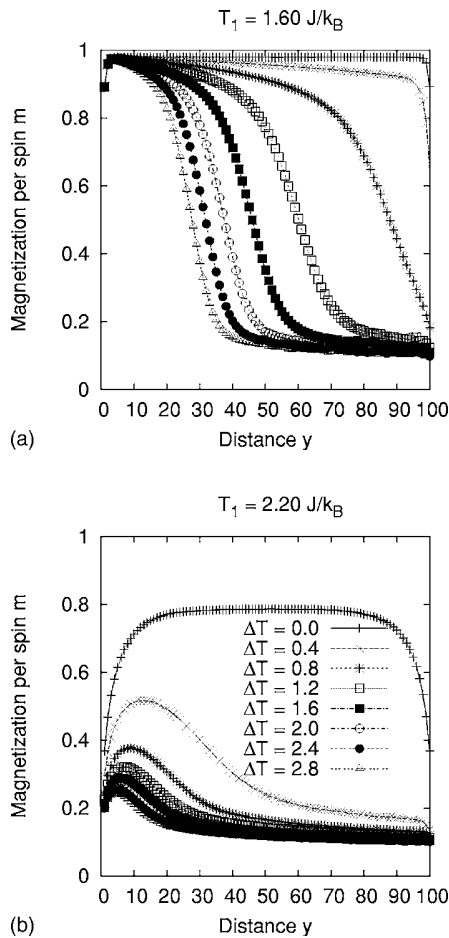 T₁ = 1.60 J/k_B
Magnetization per spin m
1
0.8
0.6
0.4
0.2
0
0 10 20 30 40 50 60 70 80 90 100
(a)
Distance y
T₁ = 2.20 J/k_B
Magnetization per spin m
1
0.8
0.6
0.4
0.2
0
ΔT = 0.0
ΔT = 0.4
ΔT = 0.8
ΔT = 1.2
ΔT = 1.6
ΔT = 2.0
ΔT = 2.4
ΔT = 2.8
0 10 20 30 40 50 60 70 80 90 100
(b)
Distance y